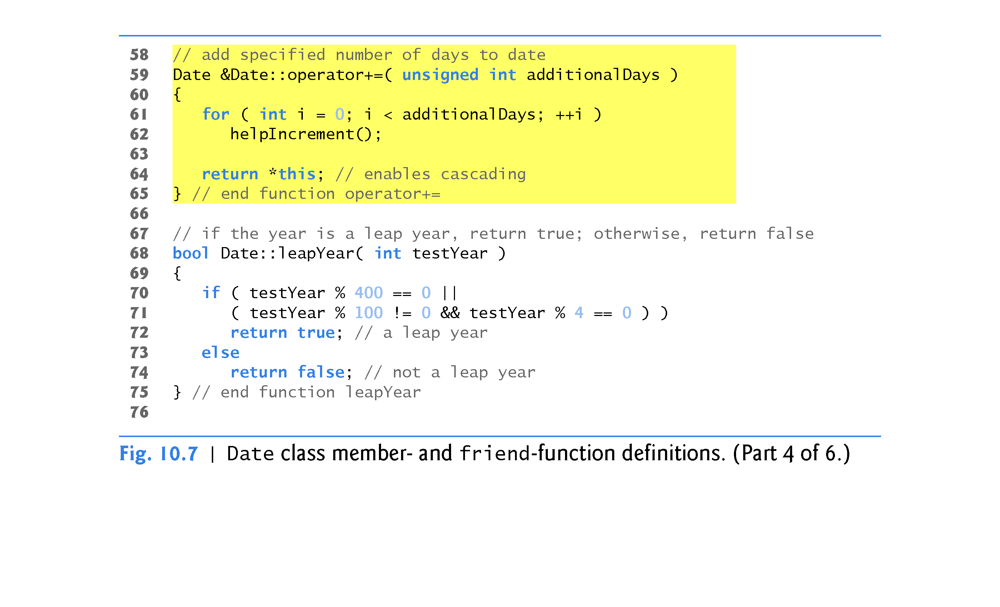 58 // add specified number of days to date
59 Date &Date::operator+=( unsigned int additionalDays )
60 {
61 for ( int i = 0; i < additionalDays; ++i )
62 helpIncrement();
63
64 return *this; // enables cascading
65 } // end function operator+=
66
67 // if the year is a leap year, return true; otherwise, return false
68 bool Date::leapYear( int testYear )
69 {
70 if ( testYear % 400 == 0 ||
71 ( testYear % 100 != 0 && testYear % 4 == 0 ) )
72 return true; // a leap year
73 else
74 return false; // not a leap year
75 } // end function leapYear
76
Fig. 10.7 | Date class member- and friend-function definitions. (Part 4 of 6.)